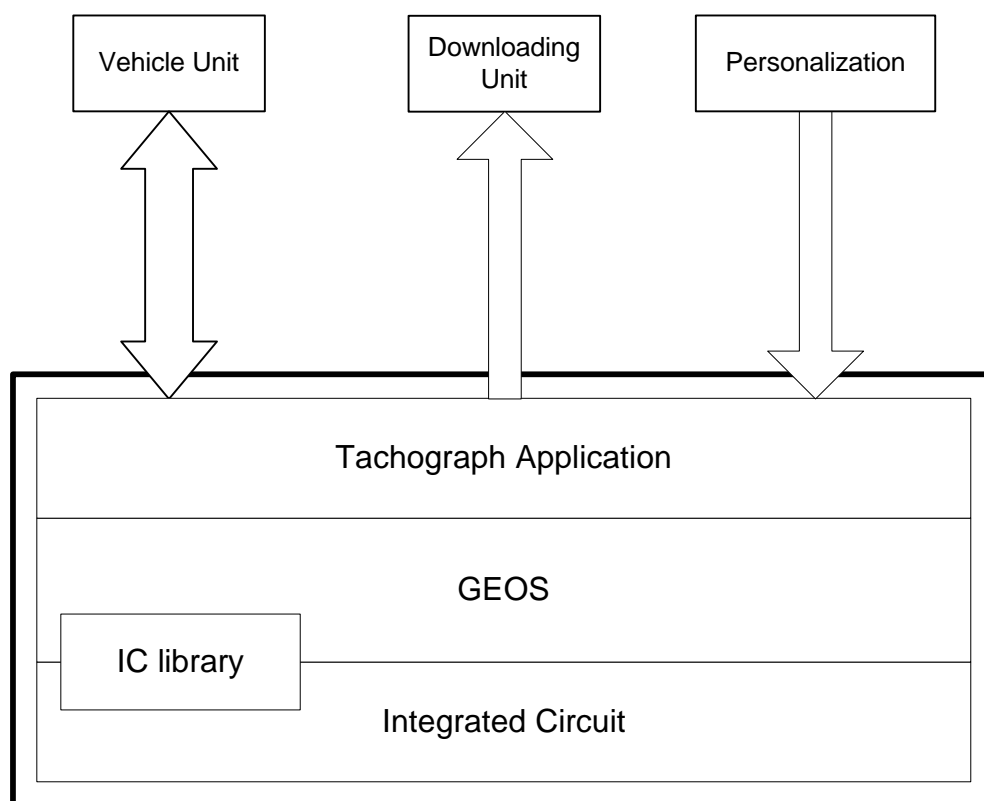 Vehicle Unit
Downloading
Unit
Personalization
Tachograph Application
GEOS
IC library
Integrated Circuit